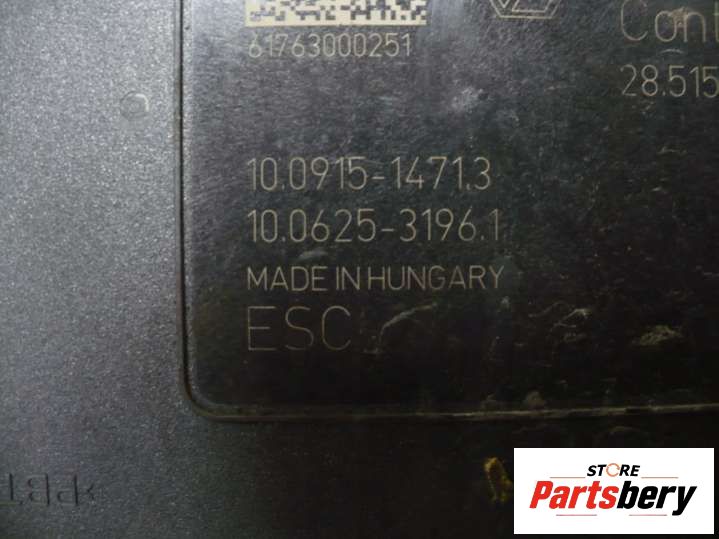 61763000251
Cont
28.515
10.0915-1471.3
10.0625-3196.1
MADE IN HUNGARY
ESC
STORE
Partsbery